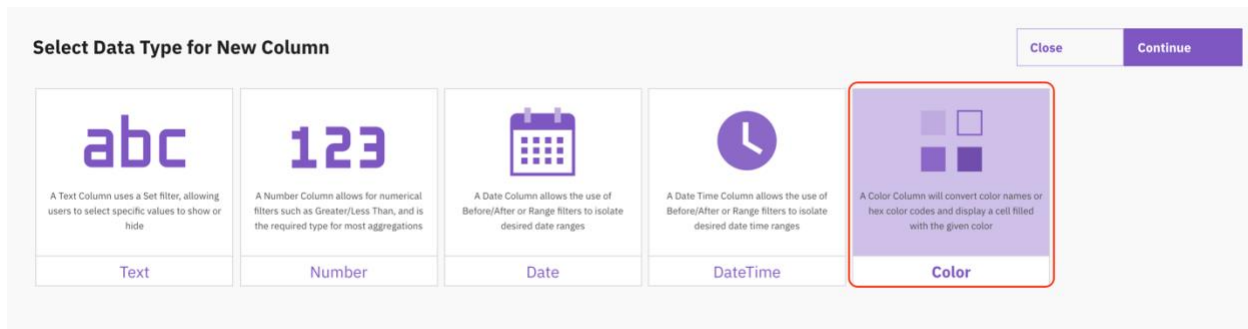 Select Data Type for New Column
Close
Continue
abc
A Text Column uses a Set filter, allowing
users to select specific values to show or
hide
Text
123
A Number Column allows for numerical
filters such as Greater/Less Than, and is
the required type for most aggregations
Number
A Date Column allows the use of
Before/After or Range filters to isolate
desired date ranges
Date
A Date Time Column allows the use of
Before/After or Range filters to isolate
desired date time ranges
DateTime
A Color Column will convert color names or
hex color codes and display a cell filled
with the given color
Color